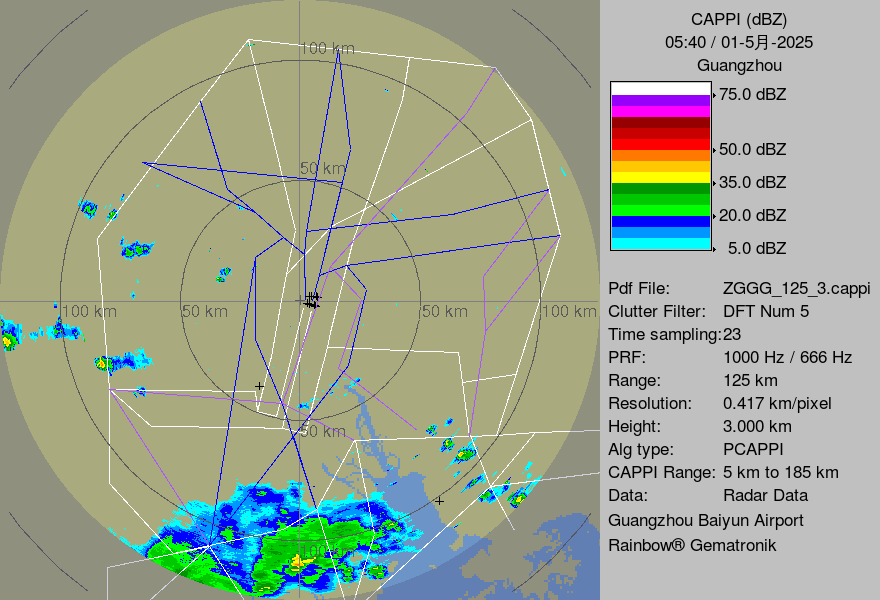 CAPPI (dBZ)
05:40 / 01-5月-2025
Guangzhou
75.0 dBZ
50.0 dBZ
35.0 dBZ
20.0 dBZ
5.0 dBZ
Pdf File: ZGGG_125_3.cappi
Clutter Filter: DFT Num 5
Time sampling:23
PRF: 1000 Hz / 666 Hz
Range: 125 km
Resolution: 0.417 km/pixel
Height: 3.000 km
Alg type: PCAPPI
CAPPI Range: 5 km to 185 km
Data: Radar Data
Guangzhou Baiyun Airport
Rainbow® Gematronik
100 km
50 km
100 km
50 km
50 km
100 km
50 km
100 km